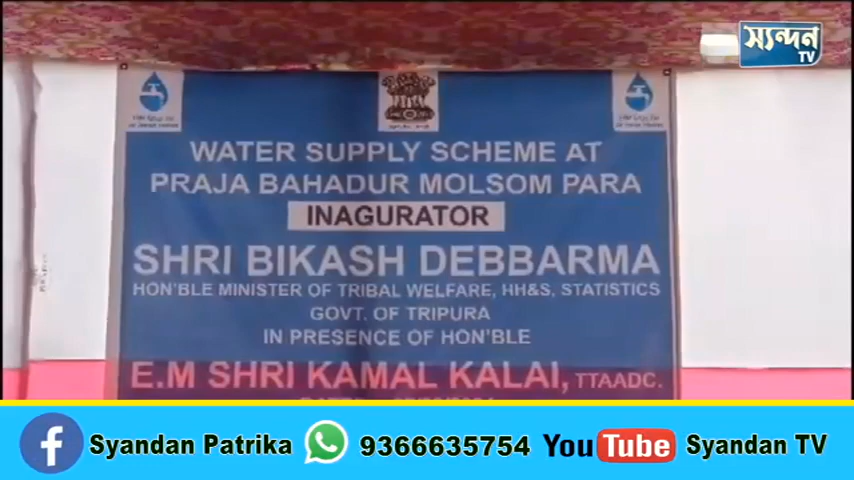 স্যন্দন
TV
WATER SUPPLY SCHEME AT
PRAJA BAHADUR MOLSOM PARA
INAGURATOR
SHRI BIKASH DEBBARMA
HON'BLE MINISTER OF TRIBAL WELFARE, HH&S, STATISTICS
GOVT. OF TRIPURA
IN PRESENCE OF HON'BLE
E.M SHRI KAMAL KALAI, TTAADC.
Syandan Patrika 9366635754 You Tube Syandan TV